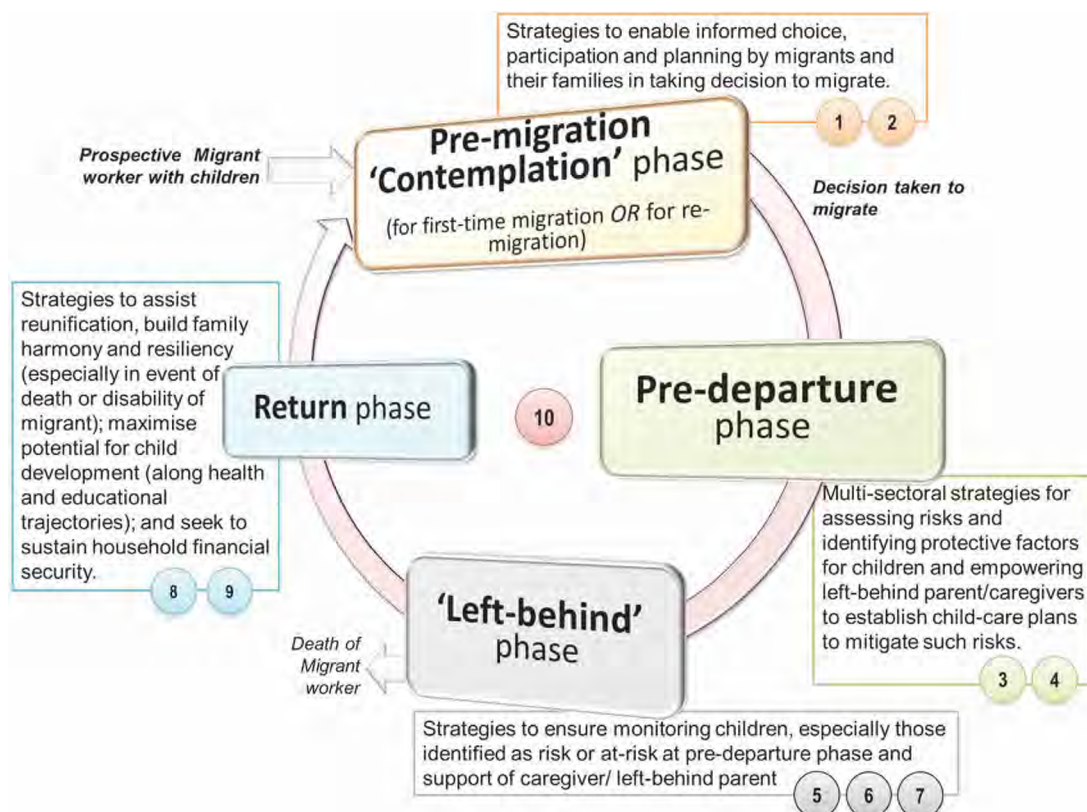 Strategies to enable informed choice,
participation and planning by migrants and
their families in taking decision to migrate.
1 2
Pre-migration
‘Contemplation’ phase
(for first-time migration OR for re-
migration)
Prospective Migrant
worker with children
Decision taken to
migrate
Pre-departure
phase
Multi-sectoral strategies for
assessing risks and
identifying protective factors
for children and empowering
left-behind parent/caregivers
to establish child-care plans
to mitigate such risks.
3 4
‘Left-behind’
phase
Death of
Migrant
worker
Strategies to ensure monitoring children, especially those
identified as risk or at-risk at pre-departure phase and
support of caregiver/ left-behind parent
5 6 7
Return phase
Strategies to assist
reunification, build family
harmony and resiliency
(especially in event of
death or disability of
migrant); maximise
potential for child
development (along health
and educational
trajectories); and seek to
sustain household financial
security.
8 9
10